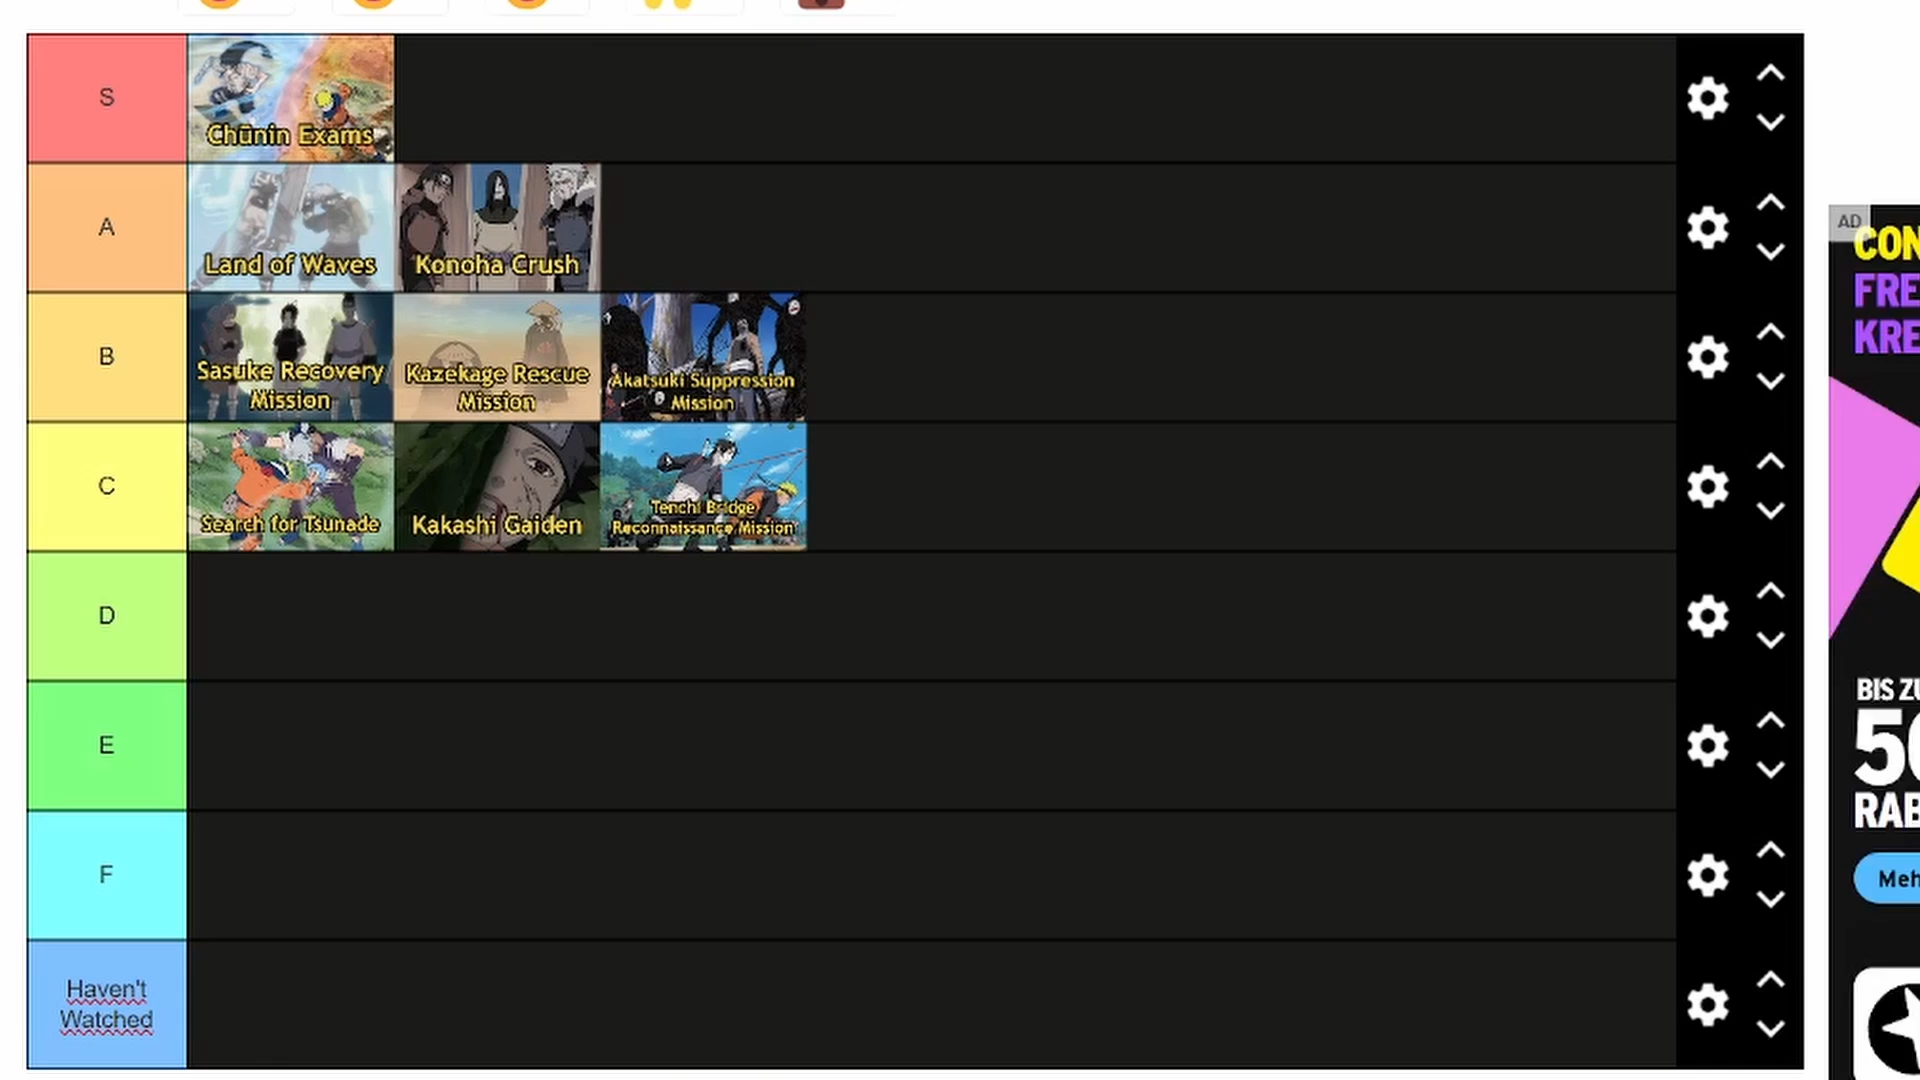 S
Chūnin Exams
A
Land of Waves
Konoha Crush
B
Sasuke Recovery
Mission
Kazekage Rescue
Mission
Akatsuki Suppression
Mission
C
Search for Tsunade
Kakashi Gaiden
Tenchi Bridge
Reconnaissance Mission
D
E
F
Haven't
Watched
AD
CON
FRE
KRE
BIS ZU
50
RAB
Meh